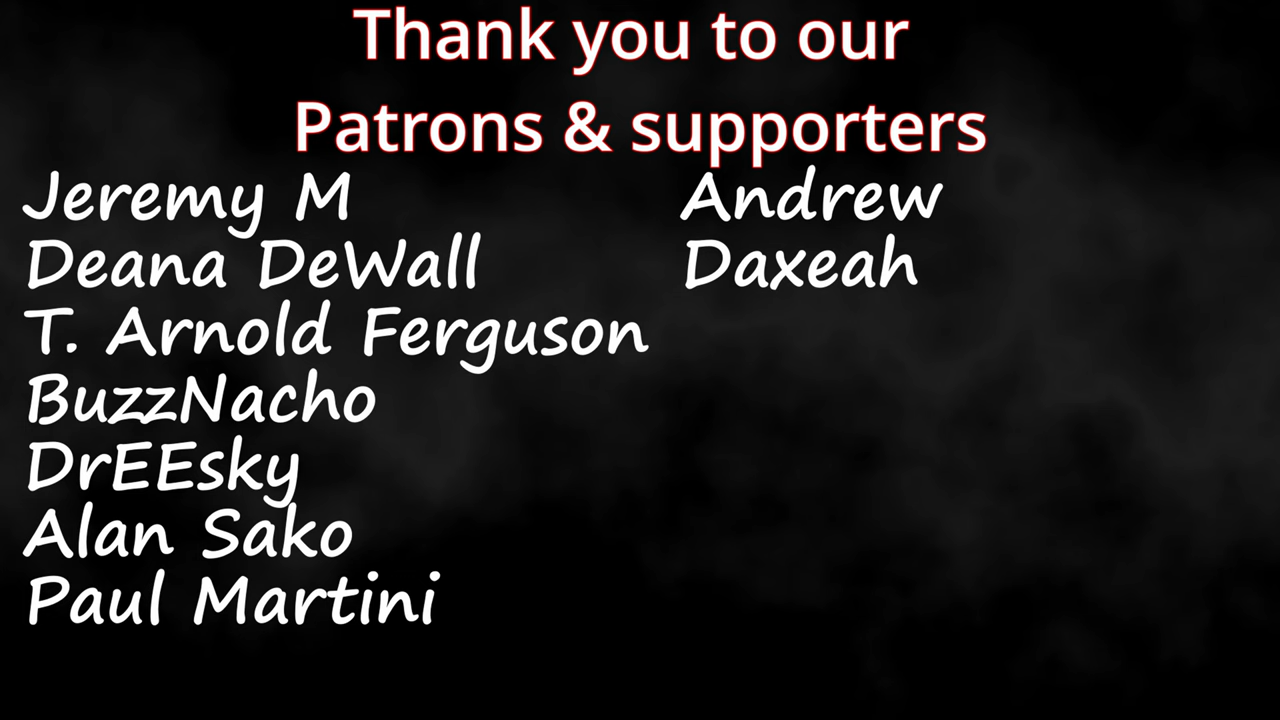 Thank you to our
Patrons & supporters
Jeremy M
Deana DeWall
T. Arnold Ferguson
BuzzNacho
DrEEsky
Alan Sako
Paul Martini
Andrew
Daxeah